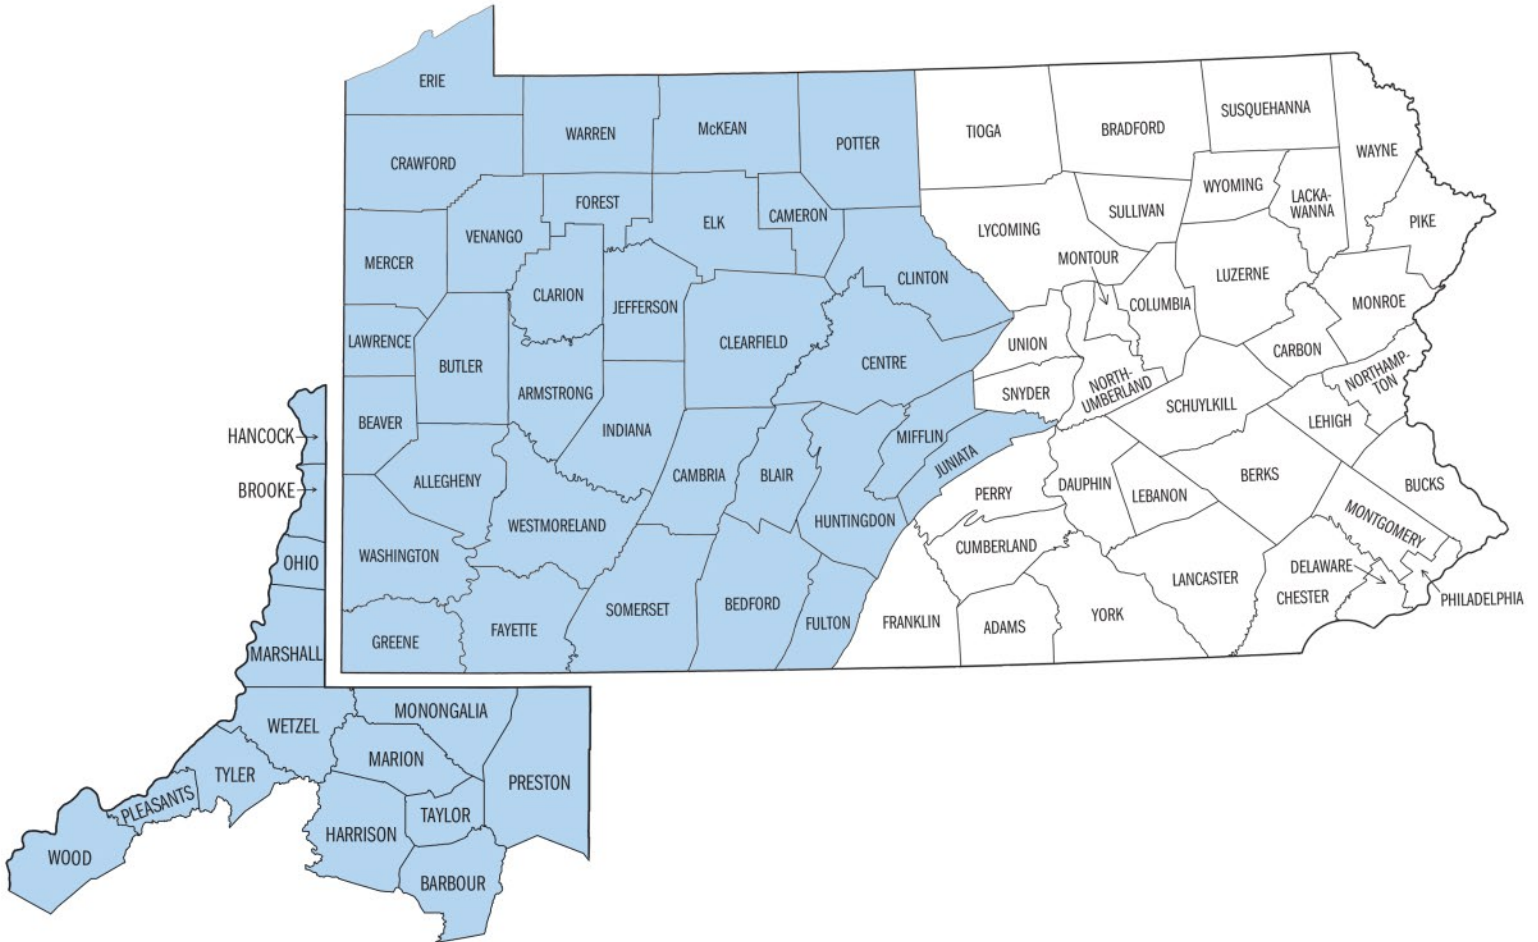 ERIE
CRAWFORD
WARREN
McKEAN
POTTER
TIOGA
BRADFORD
SUSQUEHANNA
WAYNE
WYOMING
LACKA-
WANNA
PIKE
SULLIVAN
LYCOMING
FOREST
VENANGO
ELK
CAMERON
MERCER
CLARION
JEFFERSON
CLINTON
MONTOUR
COLUMBIA
LUZERNE
MONROE
LAWRENCE
BUTLER
CLEARFIELD
CENTRE
UNION
SNYDER
NORTH-
UMBERLAND
CARBON
NORTHAMP-
TON
SCHUYLKILL
LEHIGH
ARMSTRONG
BEAVER
INDIANA
HANCOCK
BROOKE
ALLEGHENY
CAMBRIA
BLAIR
MIFFLIN
JUNIATA
HUNTINGDON
PERRY
DAUPHIN
LEBANON
BERKS
BUCKS
MONTGOMERY
WESTMORELAND
WASHINGTON
CUMBERLAND
LANCASTER
DELAWARE
CHESTER
PHILADELPHIA
OHIO
SOMERSET
BEDFORD
FULTON
FRANKLIN
ADAMS
YORK
GREENE
FAYETTE
MARSHALL
WETZEL
MONONGALIA
MARION
PRESTON
TYLER
PLEASANTS
TAYLOR
HARRISON
WOOD
BARBOUR